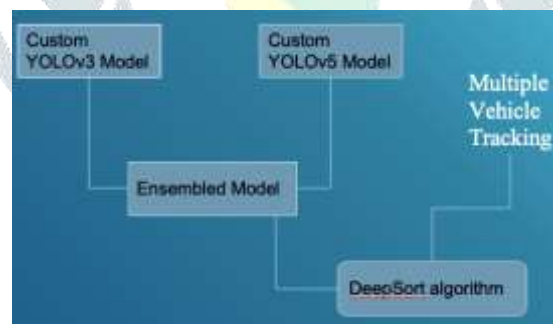 Custom
YOLOv3 Model
Custom
YOLOv5 Model
Multiple
Vehicle
Tracking
Ensembled Model
DeepSort algorithm